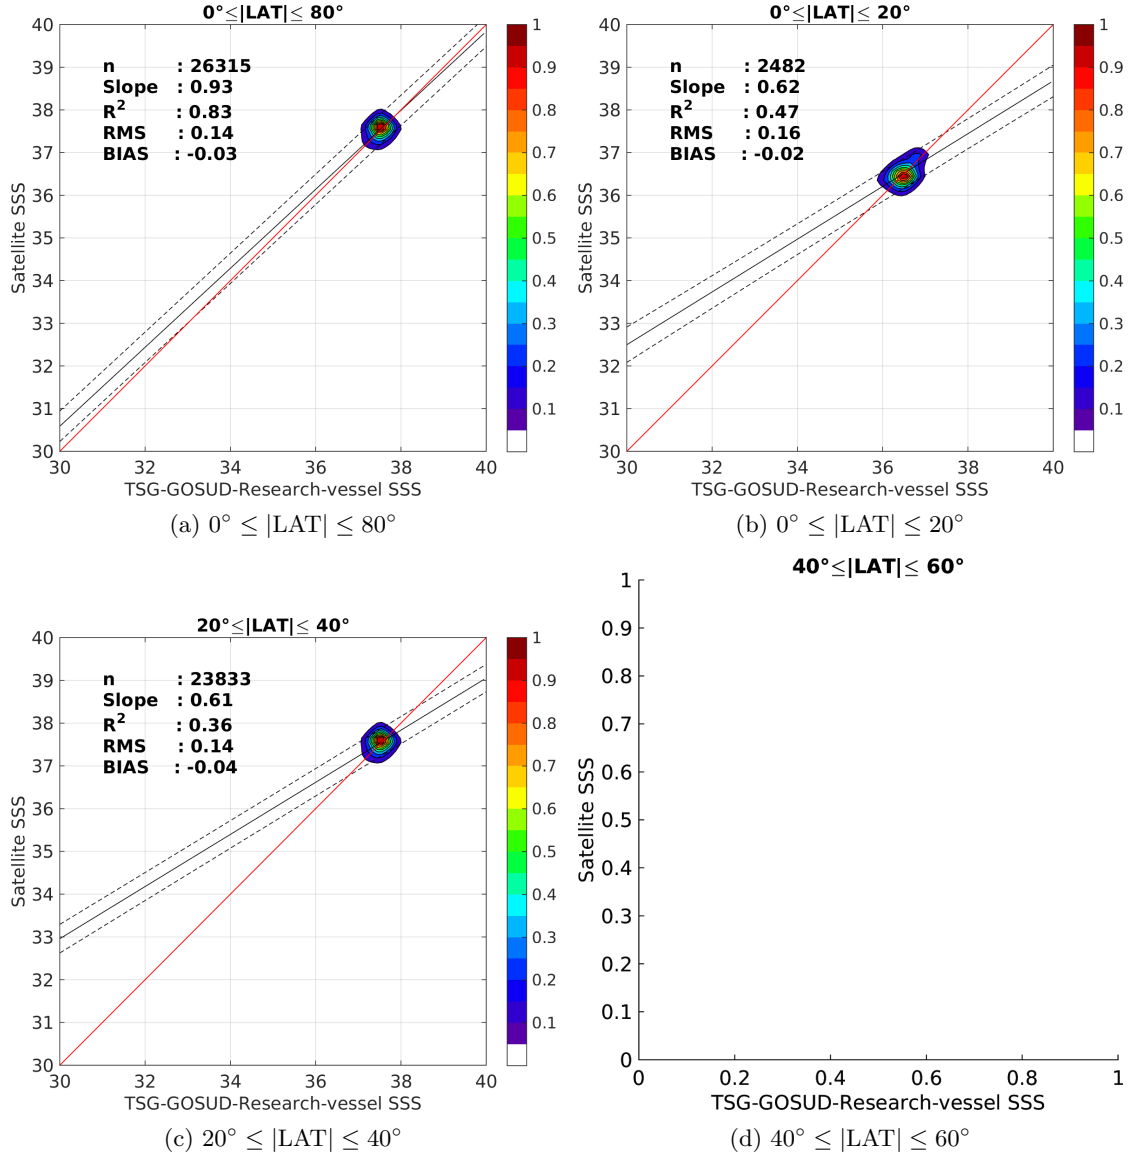 0°≤|LAT|≤ 80°
40
39
38
37
36
35
34
33
32
31
30
30 32 34 36 38 40
Satellite SSS
TSG-GOSUD-Research-vessel SSS
n : 26315
Slope : 0.93
R² : 0.83
RMS : 0.14
BIAS : -0.03
1
0.9
0.8
0.7
0.6
0.5
0.4
0.3
0.2
0.1
(a) 0° ≤ |LAT| ≤ 80°
0°≤|LAT|≤ 20°
40
39
38
37
36
35
34
33
32
31
30
30 32 34 36 38 40
Satellite SSS
TSG-GOSUD-Research-vessel SSS
n : 2482
Slope : 0.62
R² : 0.47
RMS : 0.16
BIAS : -0.02
1
0.9
0.8
0.7
0.6
0.5
0.4
0.3
0.2
0.1
(b) 0° ≤ |LAT| ≤ 20°
20°≤|LAT|≤ 40°
40
39
38
37
36
35
34
33
32
31
30
30 32 34 36 38 40
Satellite SSS
TSG-GOSUD-Research-vessel SSS
n : 23833
Slope : 0.61
R² : 0.36
RMS : 0.14
BIAS : -0.04
1
0.9
0.8
0.7
0.6
0.5
0.4
0.3
0.2
0.1
(c) 20° ≤ |LAT| ≤ 40°
40°≤|LAT|≤ 60°
1
0.9
0.8
0.7
0.6
0.5
0.4
0.3
0.2
0.1
0
0 0.2 0.4 0.6 0.8 1
Satellite SSS
TSG-GOSUD-Research-vessel SSS
(d) 40° ≤ |LAT| ≤ 60°